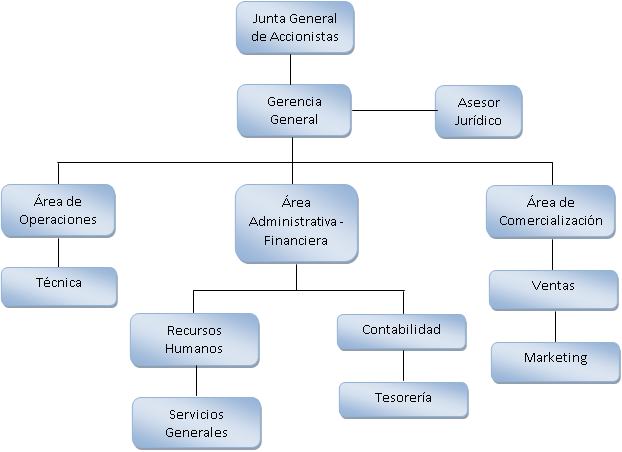 Junta General
de Accionistas
Gerencia
General
Asesor
Jurídico
Área de
Operaciones
Área
Administrativa -
Financiera
Área de
Comercialización
Técnica
Ventas
Recursos
Humanos
Contabilidad
Marketing
Servicios
Generales
Tesorería